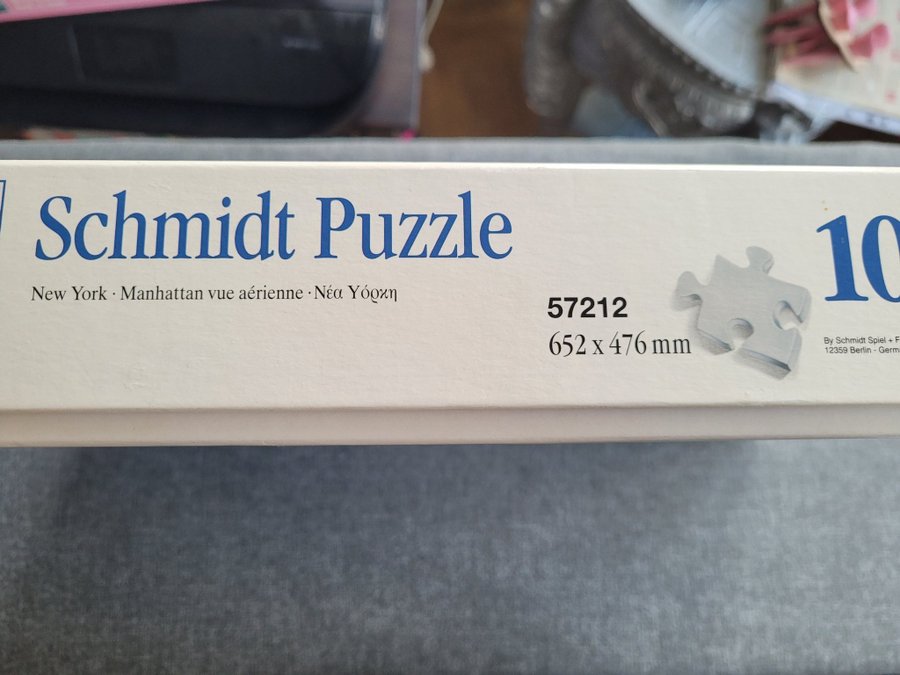 Schmidt Puzzle
New York · Manhattan vue aérienne · Νέα Υόρκη
57212
652 x 476 mm
10
By Schmidt Spiel + F
12359 Berlin - Germ